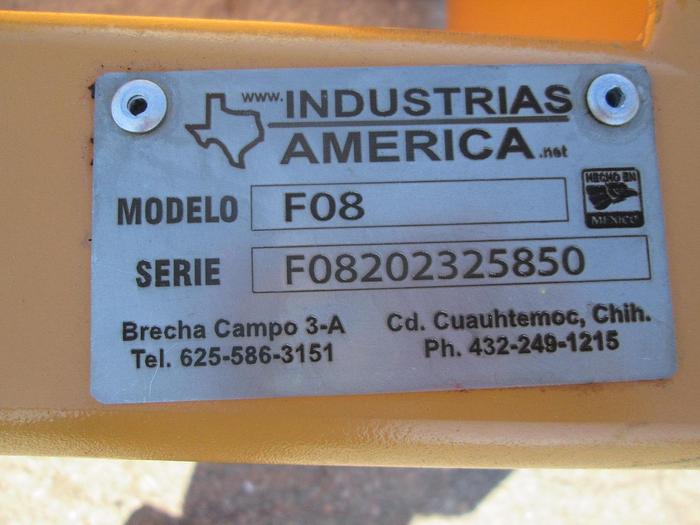 www. INDUSTRIAS
AMERICA .net
MODELO F08
HECHO EN
MEXICO
SERIE F08202325850
Brecha Campo 3-A Cd. Cuauhtemoc, Chih.
Tel. 625-586-3151 Ph. 432-249-1215